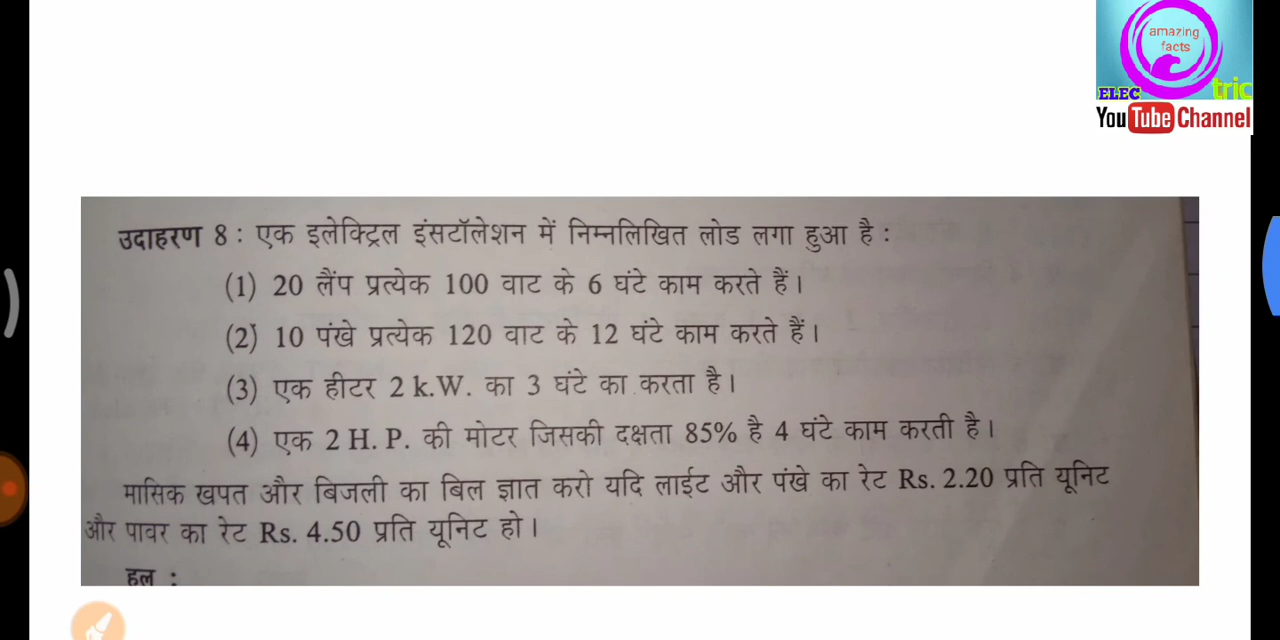 amazing
facts
ELEC tric
YouTube Channel
उदाहरण 8 : एक इलेक्ट्रिल इंसटॉलेशन में निम्नलिखित लोड लगा हुआ है :
(1) 20 लैंप प्रत्येक 100 वाट के 6 घंटे काम करते हैं।
(2) 10 पंखे प्रत्येक 120 वाट के 12 घंटे काम करते हैं।
(3) एक हीटर 2 k.W. का 3 घंटे का करता है।
(4) एक 2 H. P. की मोटर जिसकी दक्षता 85% है 4 घंटे काम करती है।
मासिक खपत और बिजली का बिल ज्ञात करो यदि लाईट और पंखे का रेट Rs. 2.20 प्रति यूनिट
और पावर का रेट Rs. 4.50 प्रति यूनिट हो।
हल :